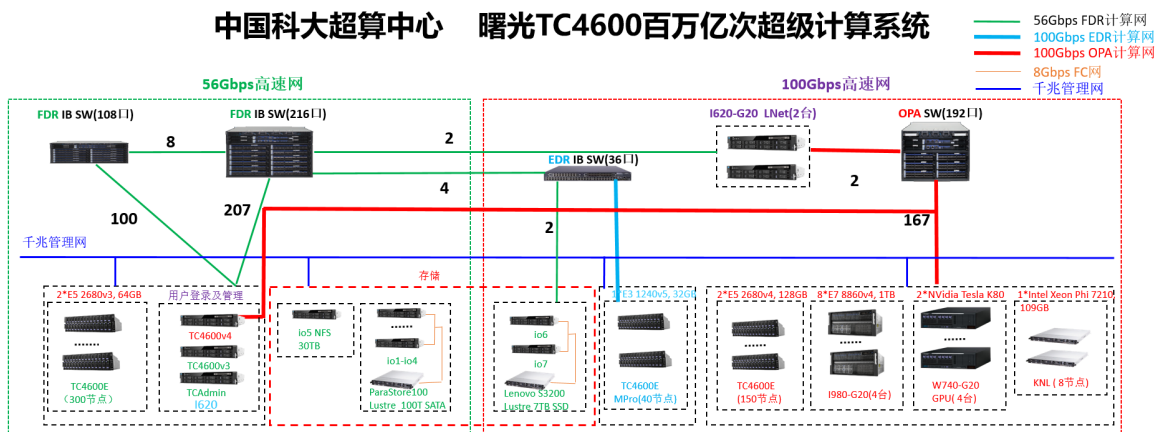 中国科大超算中心 曙光TC4600百万亿次超级计算系统
56Gbps FDR计算网
100Gbps EDR计算网
100Gbps OPA计算网
8Gbps FC网
千兆管理网
56Gbps高速网
100Gbps高速网
FDR IB SW(108口)
FDR IB SW(216口)
I620-G20 LNet(2台)
OPA SW(192口)
8
2
EDR IB SW(36口)
4
2
100
207
2
167
千兆管理网
存储
2*E5 2680v3, 64GB
用户登录及管理
1*E3 1240v5, 32GB
2*E5 2680v4, 128GB
8*E7 8860v4, 1TB
2*NVidia Tesla K80
1*Intel Xeon Phi 7210,
109GB
......
TC4600E
（300节点）
TC4600v4
TC4600v3
TCAdmin
I620
io5 NFS
30TB
......
io1-io4
ParaStore100
Lustre 100T SATA
io6
io7
Lenovo S3200
Lustre 7TB SSD
......
TC4600E
MPro(40节点)
......
TC4600E
(150节点)
......
I980-G20(4台)
......
W740-G20
GPU( 4台)
......
KNL ( 8节点)